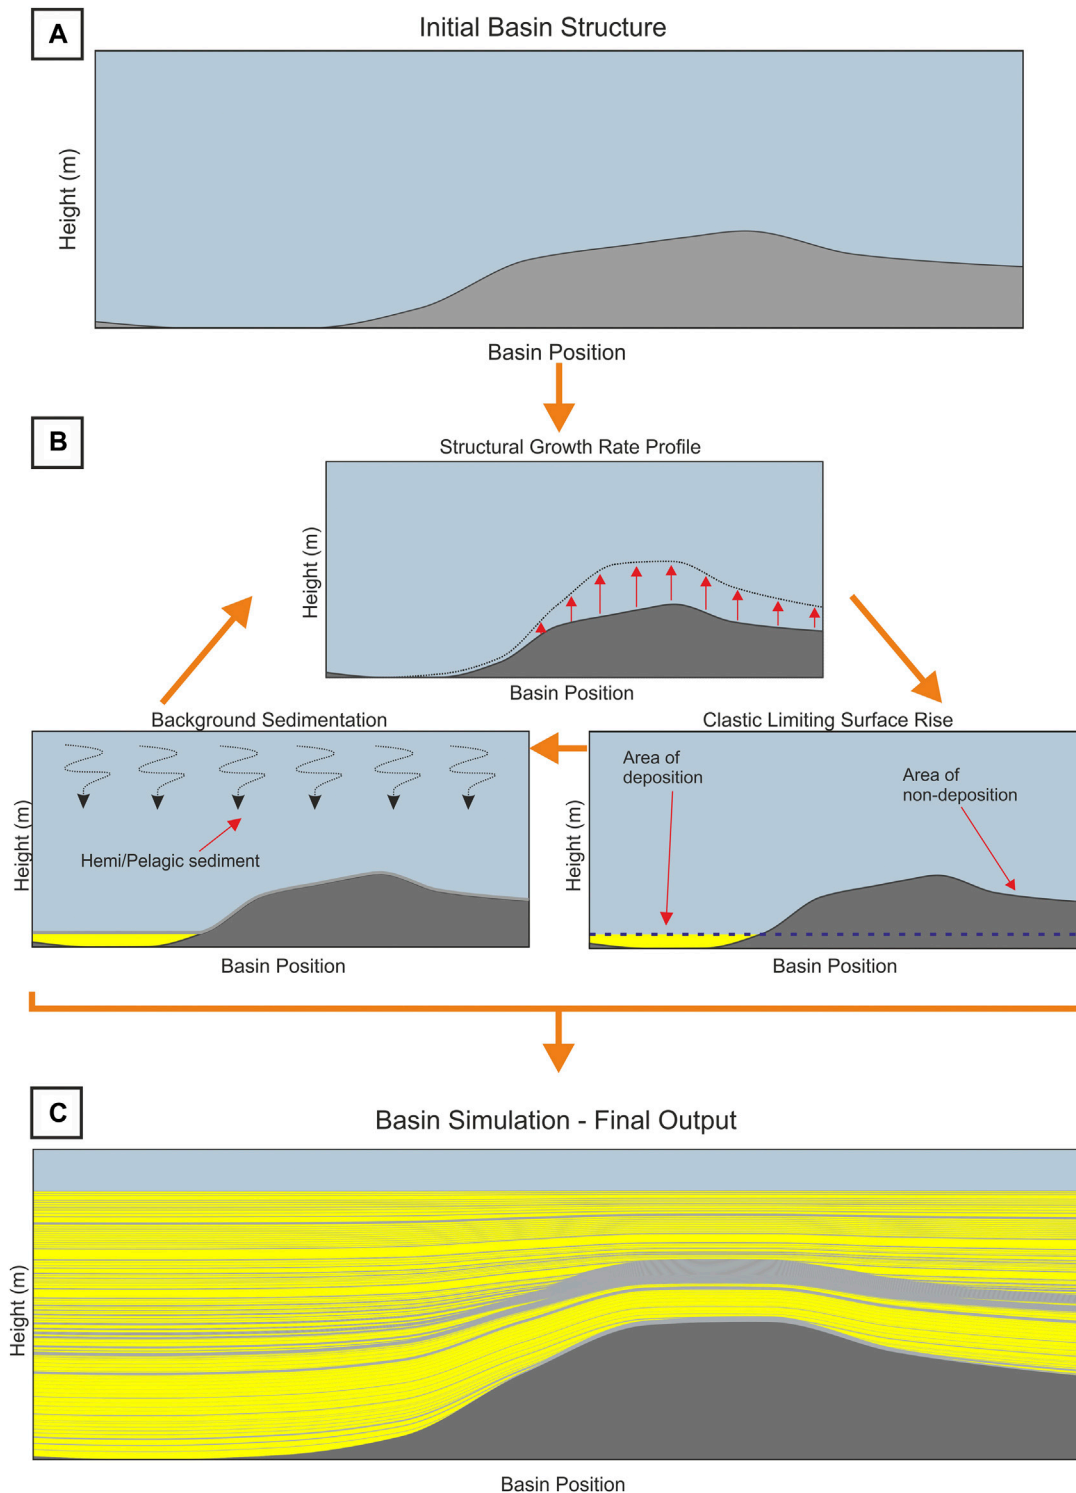 A
Initial Basin Structure
Height (m)
Basin Position
B
Structural Growth Rate Profile
Height (m)
Basin Position
Background Sedimentation
Height (m)
Hemi/Pelagic sediment
Basin Position
Clastic Limiting Surface Rise
Height (m)
Area of
deposition
Area of
non-deposition
Basin Position
C
Basin Simulation - Final Output
Height (m)
Basin Position